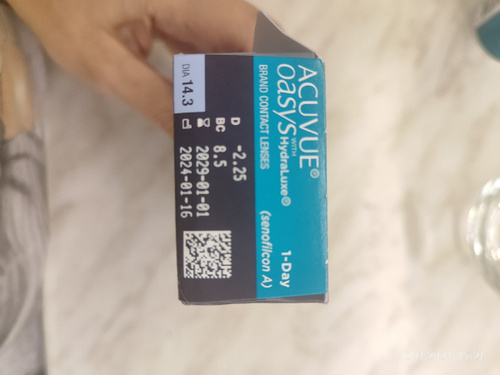 ACUVUE®
OASYS WITH HydraLuxe®
BRAND CONTACT LENSES
1-Day
(senofilcon A)
DIA 14.3
D -2.25
BC 8.5
2029-01-01
2024-01-16